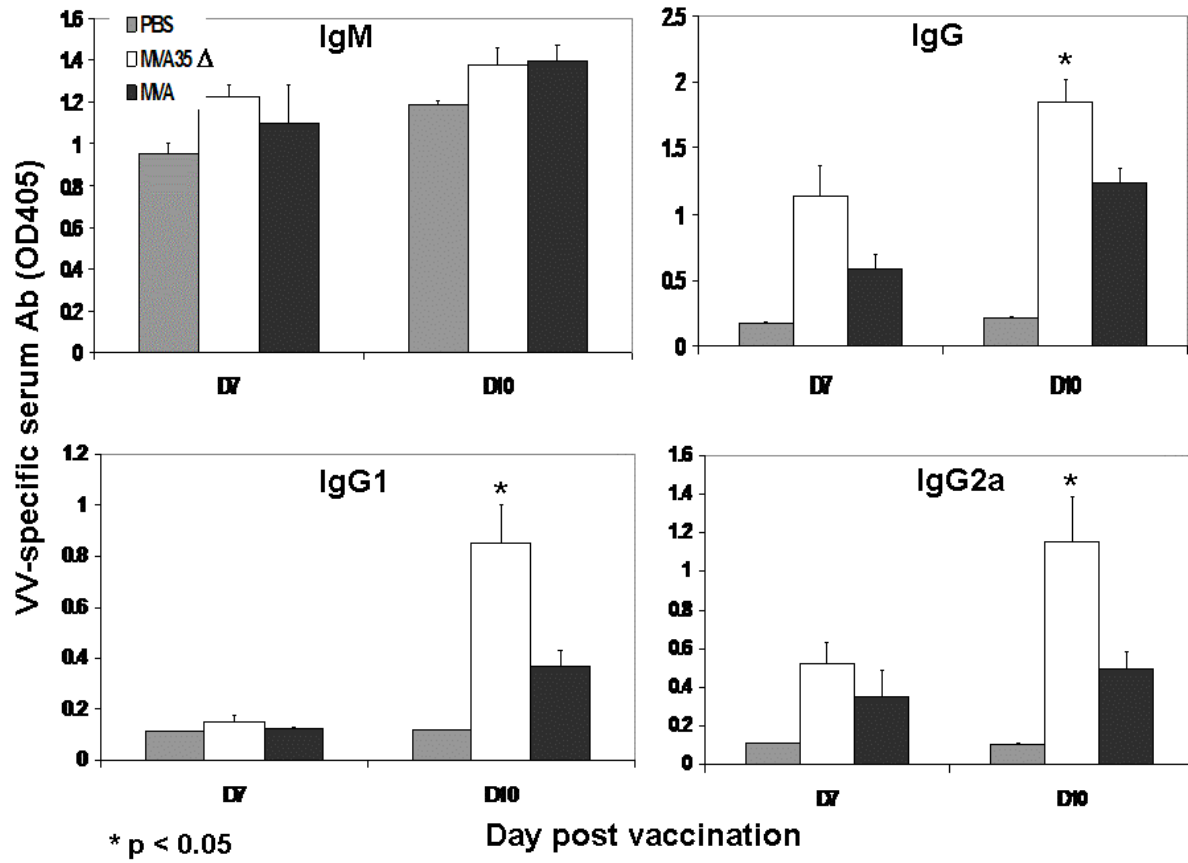 VV-specific serum Ab (OD405)
IgM
PBS
MVA35 Δ
MVA
1.6
1.4
1.2
1
0.8
0.6
0.4
0.2
0
D7 D10
IgG
*
2.5
2
1.5
1
0.5
0
D7 D10
IgG1
*
1.2
1
0.8
0.6
0.4
0.2
0
D7 D10
IgG2a
*
1.6
1.4
1.2
1
0.8
0.6
0.4
0.2
0
D7 D10
* p < 0.05
Day post vaccination